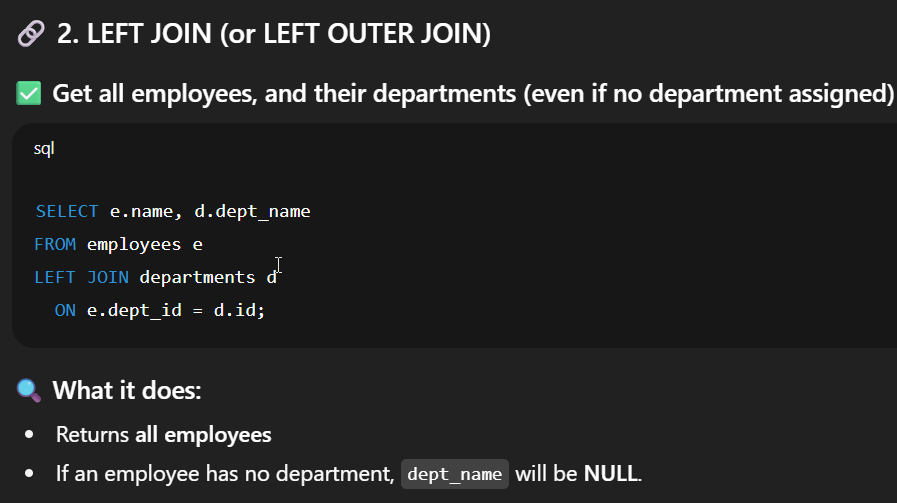 2. LEFT JOIN (or LEFT OUTER JOIN)
Get all employees, and their departments (even if no department assigned)
sql
SELECT e.name, d.dept_name
FROM employees e
LEFT JOIN departments d
ON e.dept_id = d.id;
What it does:
Returns all employees
If an employee has no department, dept_name will be NULL.